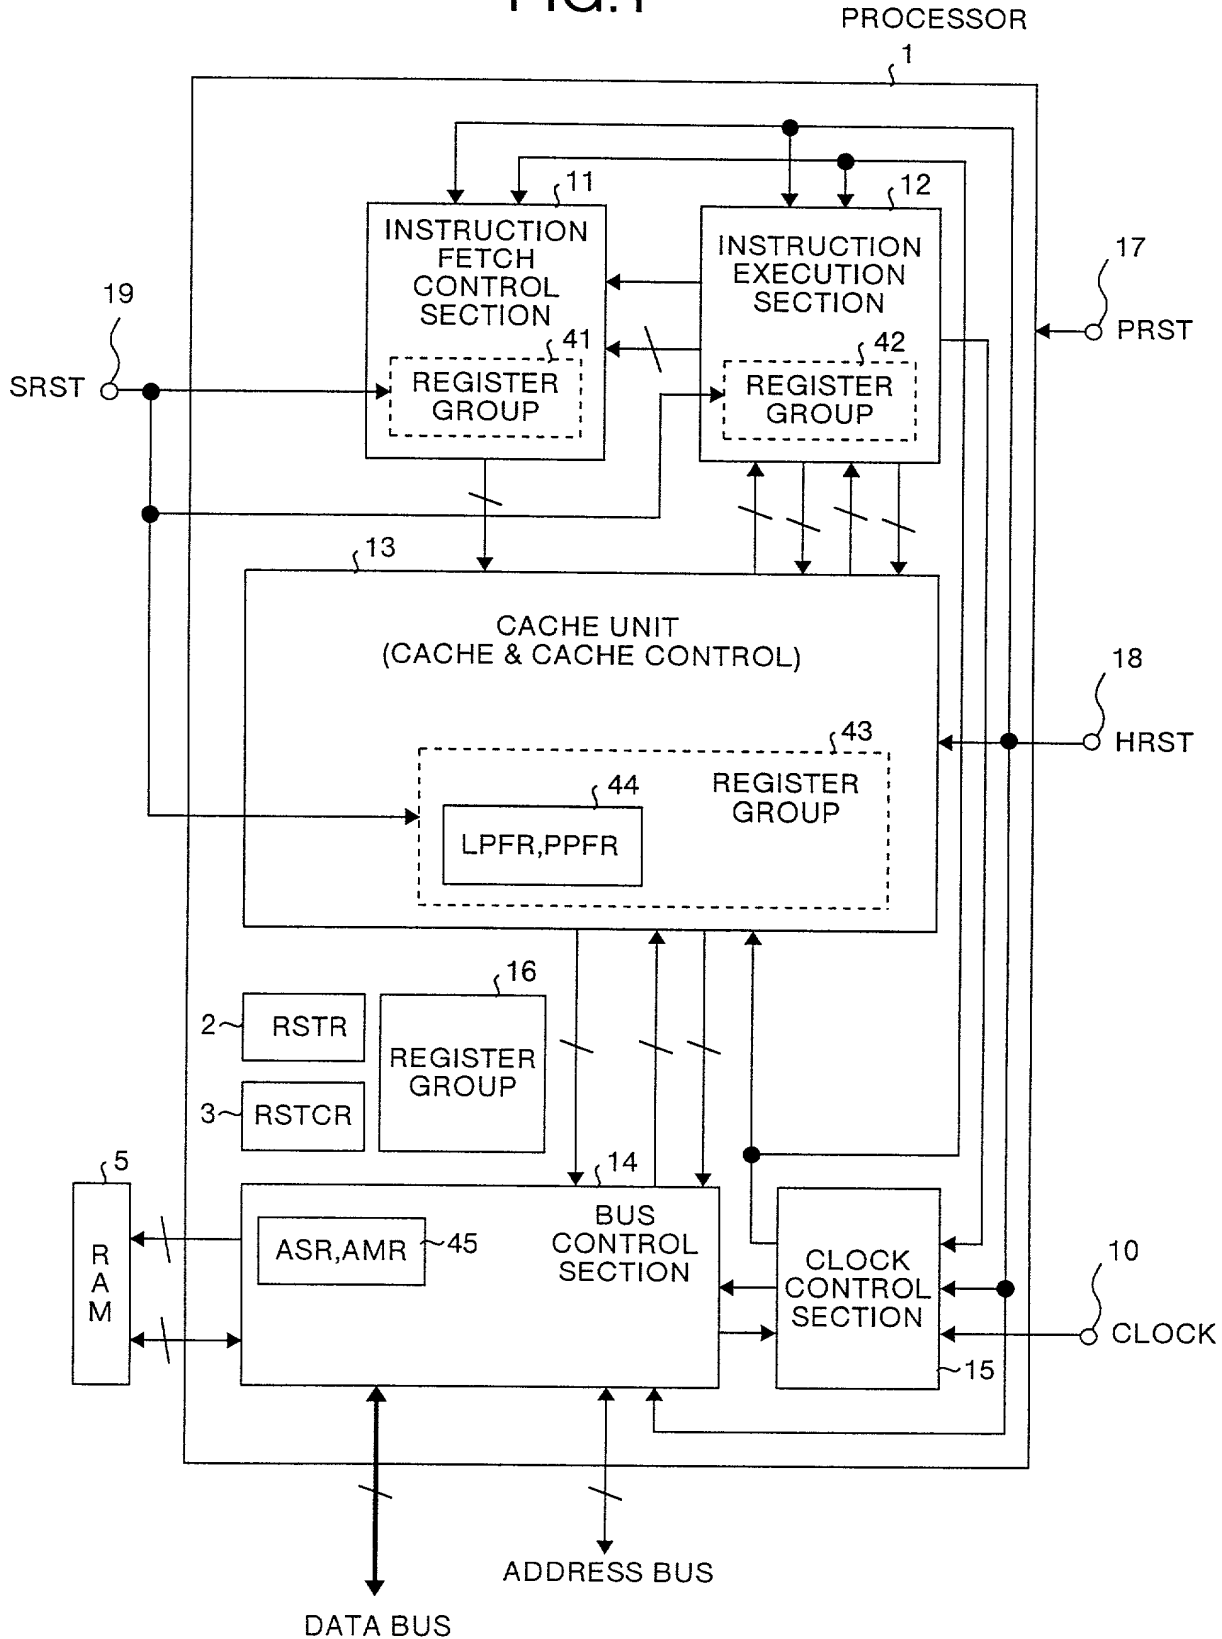 FIG.1
PROCESSOR
1
11
12
INSTRUCTION
FETCH
CONTROL
SECTION
INSTRUCTION
EXECUTION
SECTION
17
PRST
19
SRST
41
REGISTER
GROUP
42
REGISTER
GROUP
13
CACHE UNIT
(CACHE & CACHE CONTROL)
18
HRST
43
REGISTER
GROUP
44
LPFR,PPFR
16
2
RSTR
REGISTER
GROUP
3
RSTCR
5
RAM
14
BUS
CONTROL
SECTION
ASR,AMR
45
CLOCK
CONTROL
SECTION
10
CLOCK
15
ADDRESS BUS
DATA BUS